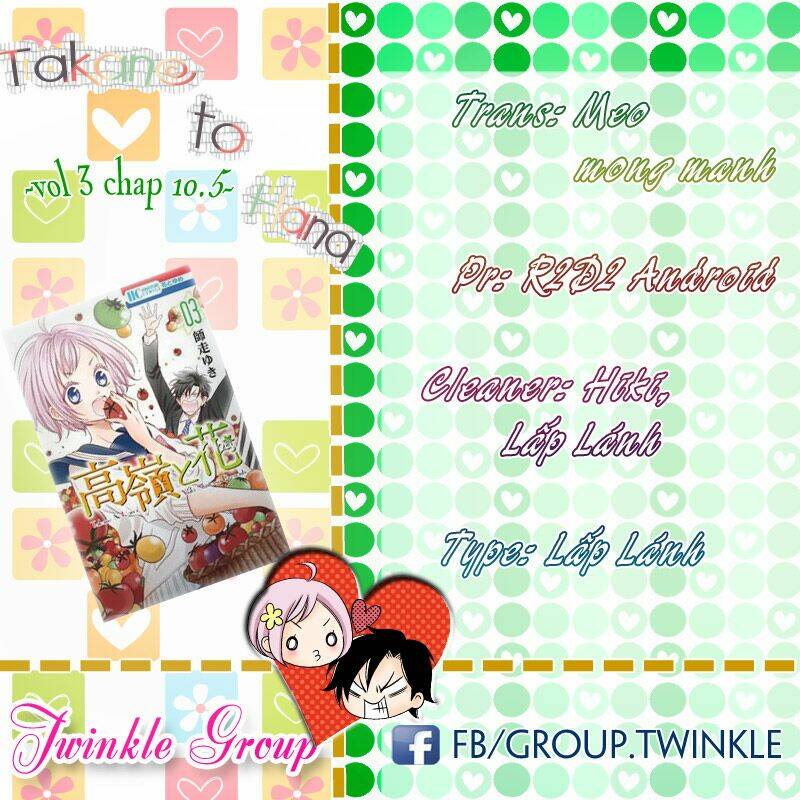 Takane
to
Hana
~vol 3 chap 10.5~
03
師走ゆき
高嶺と花
Trans: Meo
mong manh
Pr: R2D2 Android
Cleaner: Hiki,
Lấp Lánh
Type: Lấp Lánh
Twinkle Group
f FB/GROUP.TWINKLE